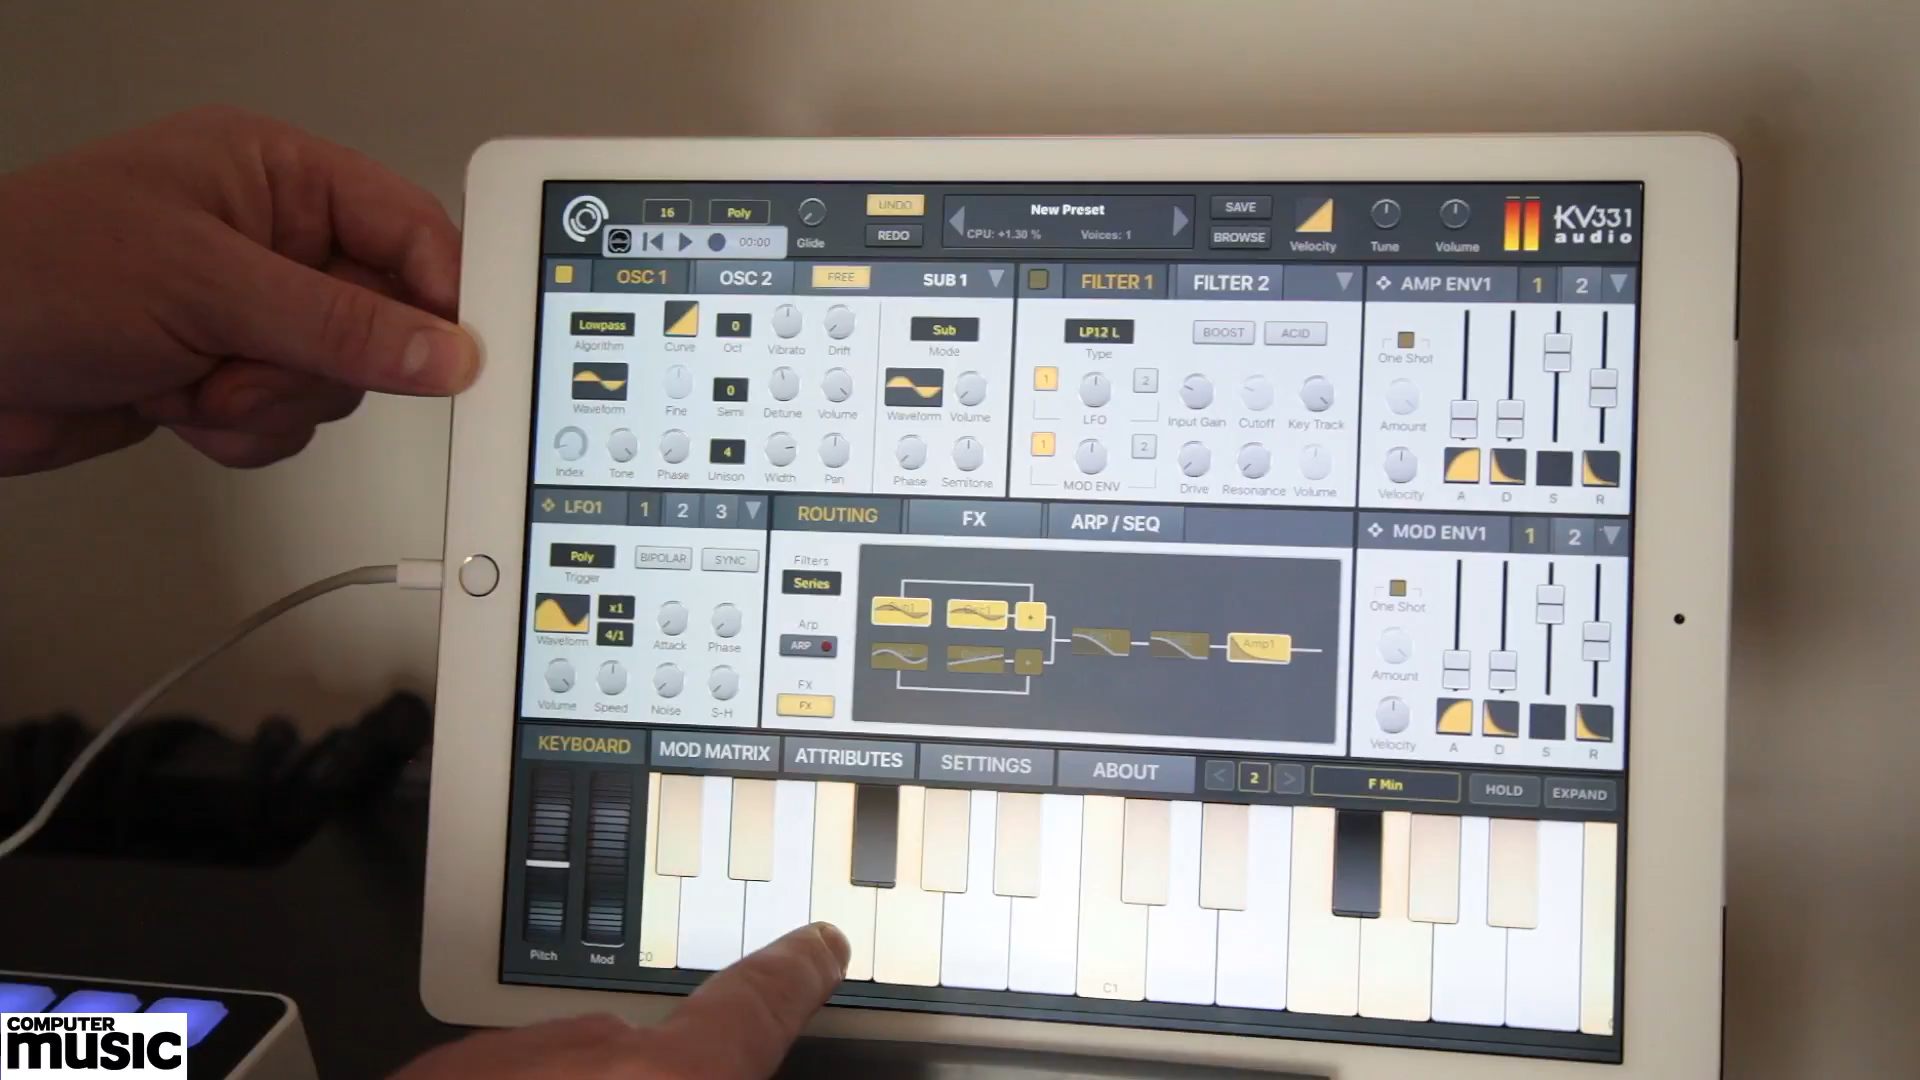 16
Poly
Glide
UNDO
REDO
New Preset
CPU: +1.30 %
Voices: 1
SAVE
BROWSE
Velocity
Tune
Volume
KV331
audio
00:00
OSC 1
OSC 2
FREE
SUB 1
FILTER 1
FILTER 2
AMP ENV1
1
2
Lowpass
Algorithm
Curve
0
Oct
Vibrato
Drift
Sub
Mode
LP12 L
Type
BOOST
ACID
One Shot
Waveform
Fine
0
Semi
Detune
Volume
Waveform
Volume
1
LFO
2
Input Gain
Cutoff
Key Track
Amount
Index
Tone
Phase
4
Unison
Width
Pan
Phase
Semitone
1
MOD ENV
2
Drive
Resonance
Volume
Velocity
A
D
S
R
LFO1
1
2
3
ROUTING
FX
ARP / SEQ
MOD ENV1
1
2
Poly
Trigger
BIPOLAR
SYNC
Filters
Series
One Shot
Waveform
x1
4/1
Attack
Phase
Arp
ARP
Amp1
Amount
Volume
Speed
Noise
S-H
FX
FX
Velocity
A
D
S
R
KEYBOARD
MOD MATRIX
ATTRIBUTES
SETTINGS
ABOUT
<
2
>
F Min
HOLD
EXPAND
Pitch
Mod
C0
C1
COMPUTER
music